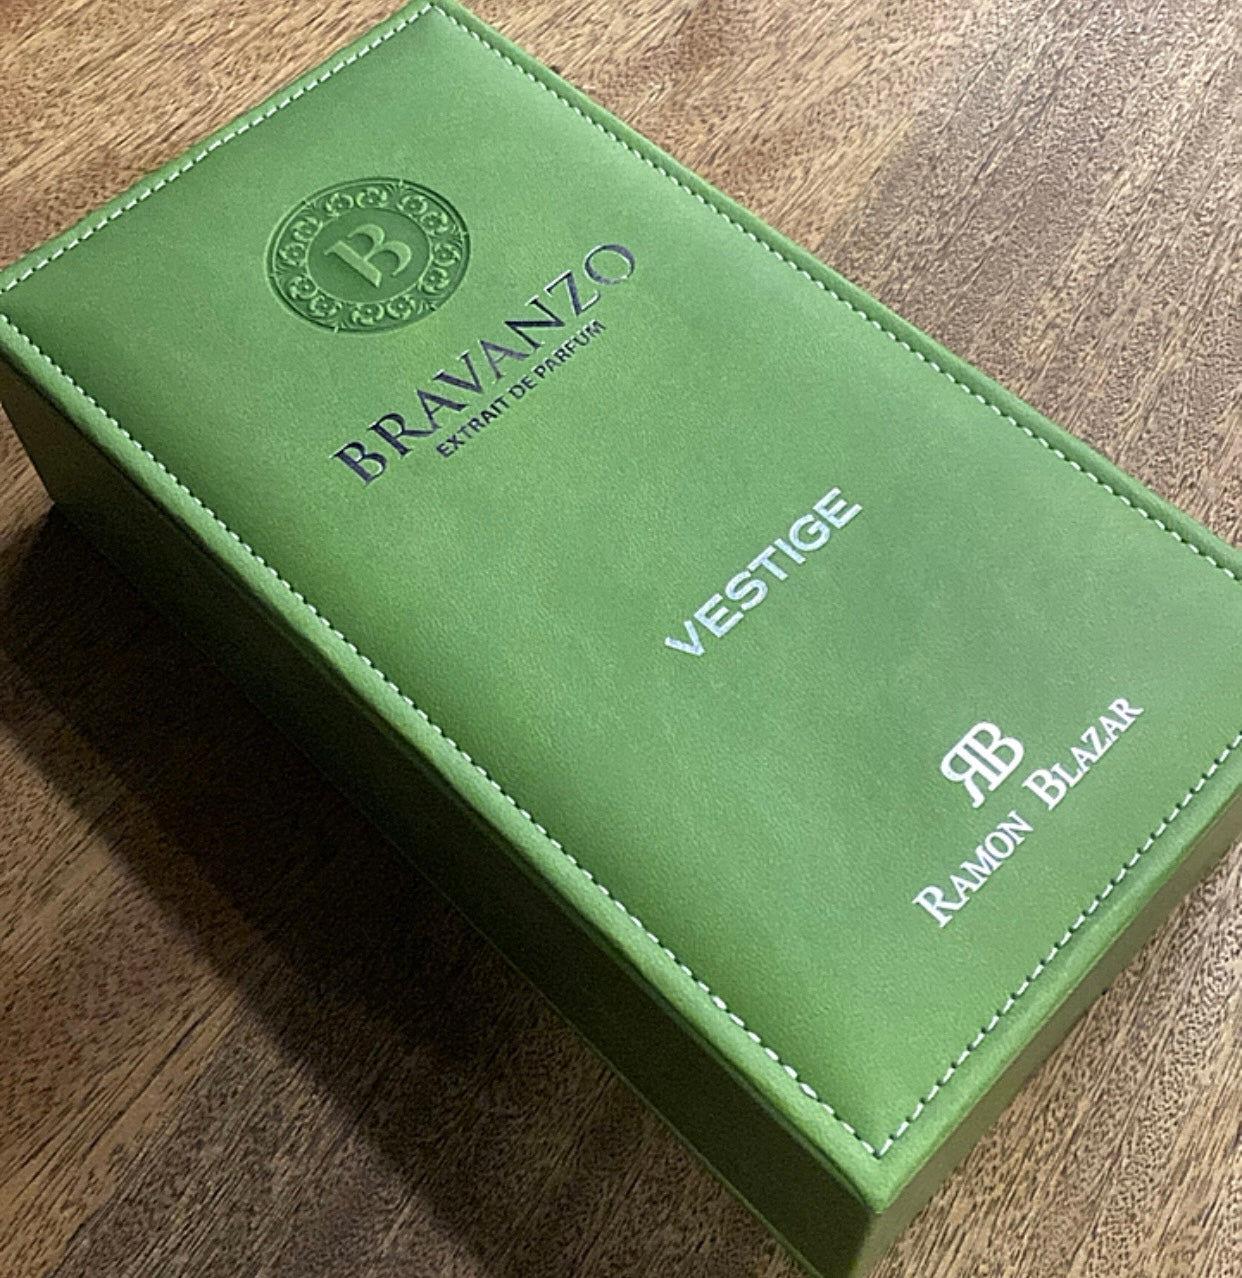 B
BRAVANZO
EXTRAIT DE PARFUM
VESTIGE
RB
RAMON BLAZAR